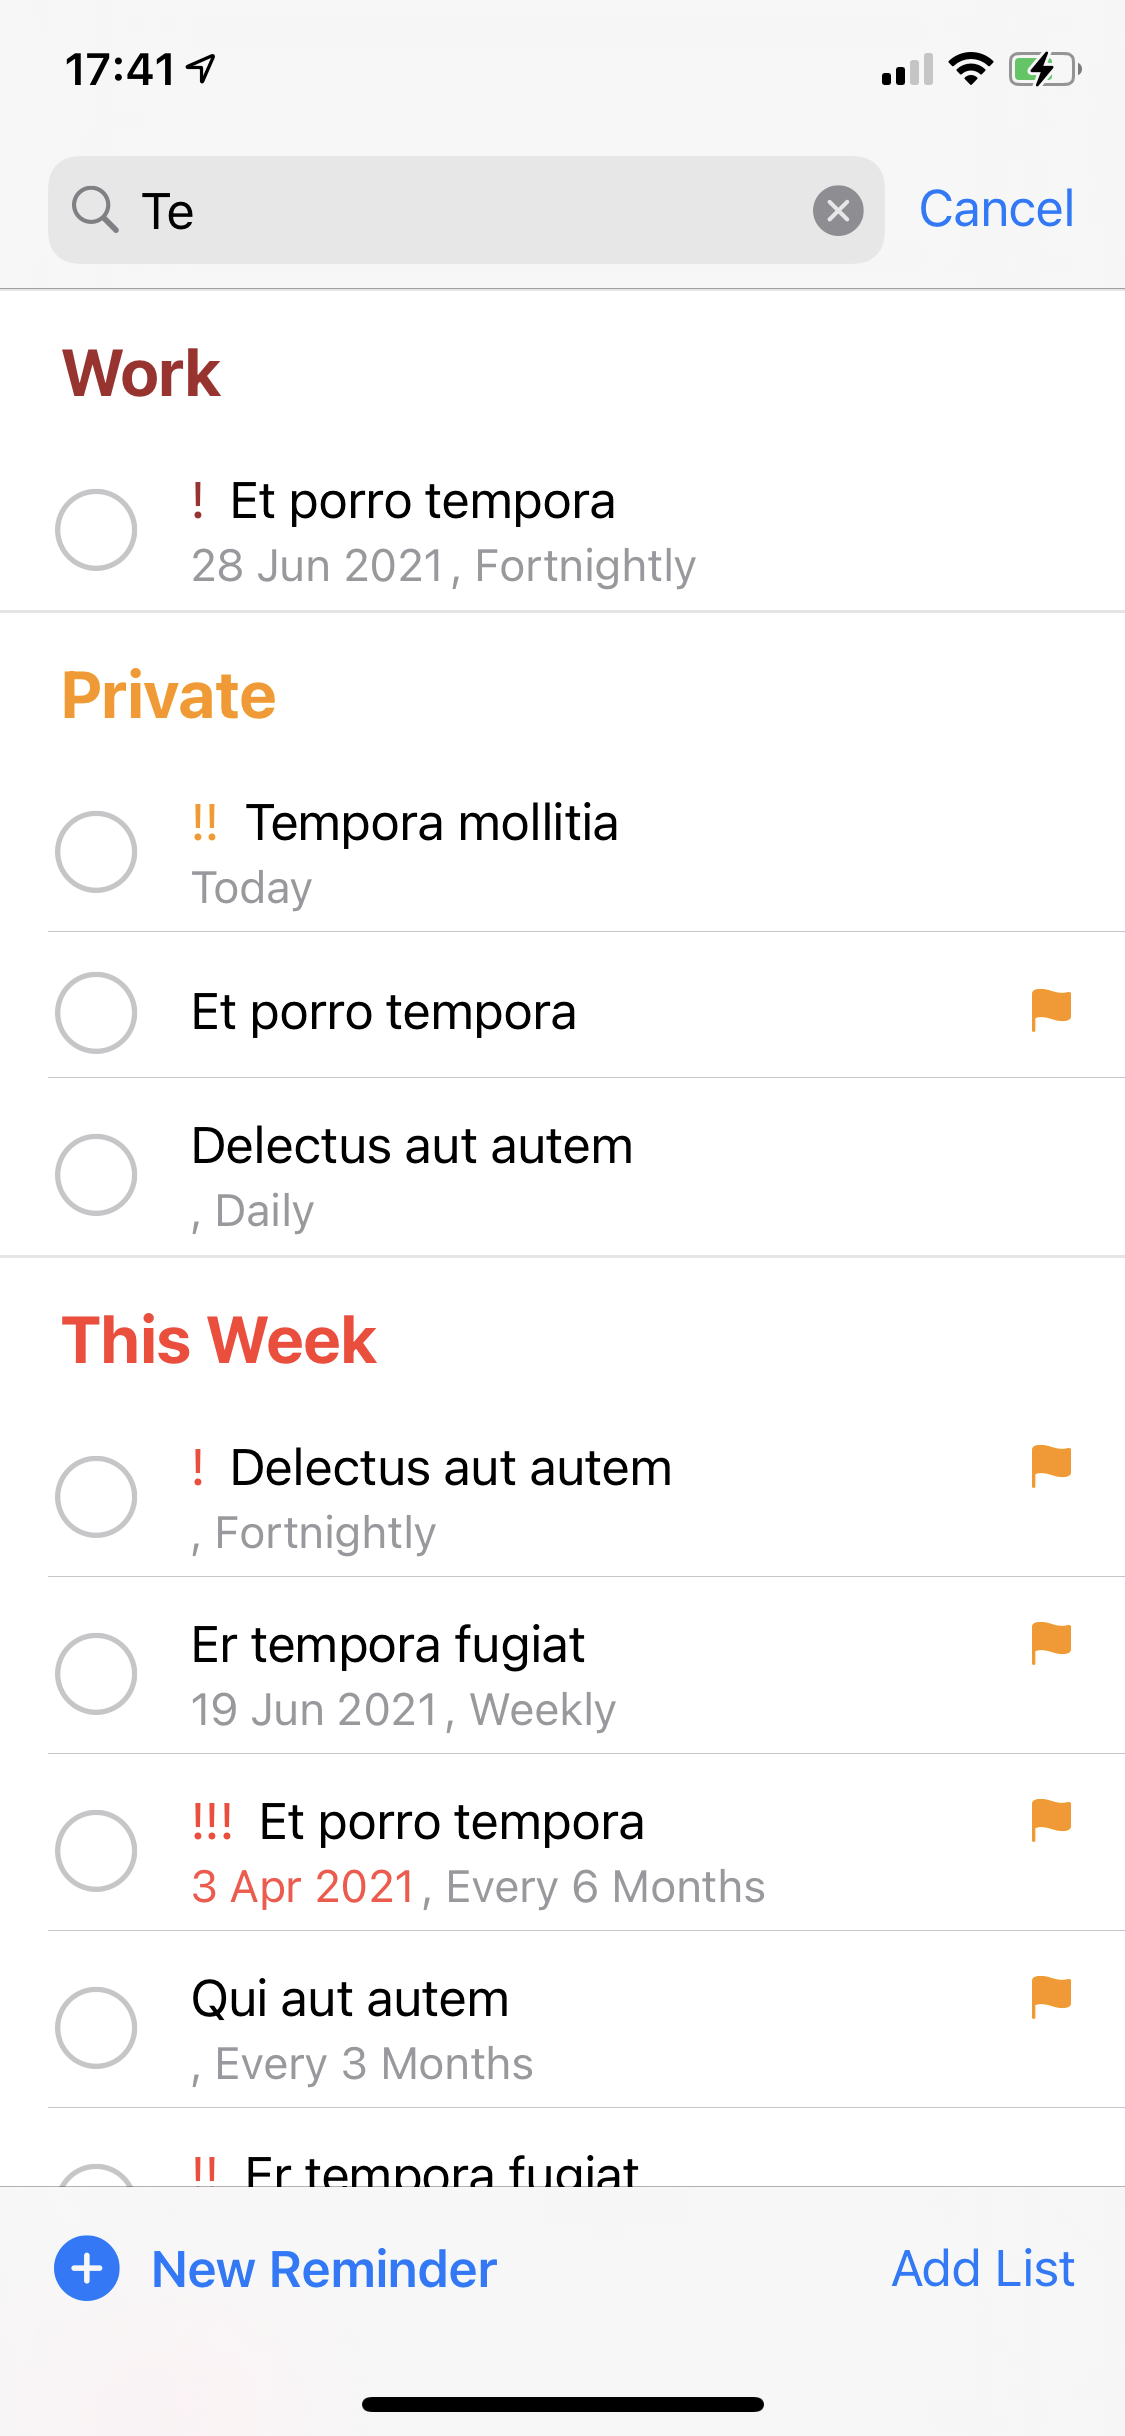 17:41
Te
Cancel
Work
! Et porro tempora
28 Jun 2021, Fortnightly
Private
!! Tempora mollitia
Today
Et porro tempora
Delectus aut autem
, Daily
This Week
! Delectus aut autem
, Fortnightly
Er tempora fugiat
19 Jun 2021, Weekly
!!! Et porro tempora
3 Apr 2021, Every 6 Months
Qui aut autem
, Every 3 Months
!! Er tempora fugiat
New Reminder
Add List